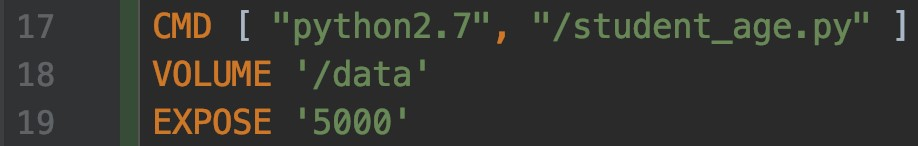 17 CMD [ "python2.7", "/student_age.py" ]
18 VOLUME '/data'
19 EXPOSE '5000'